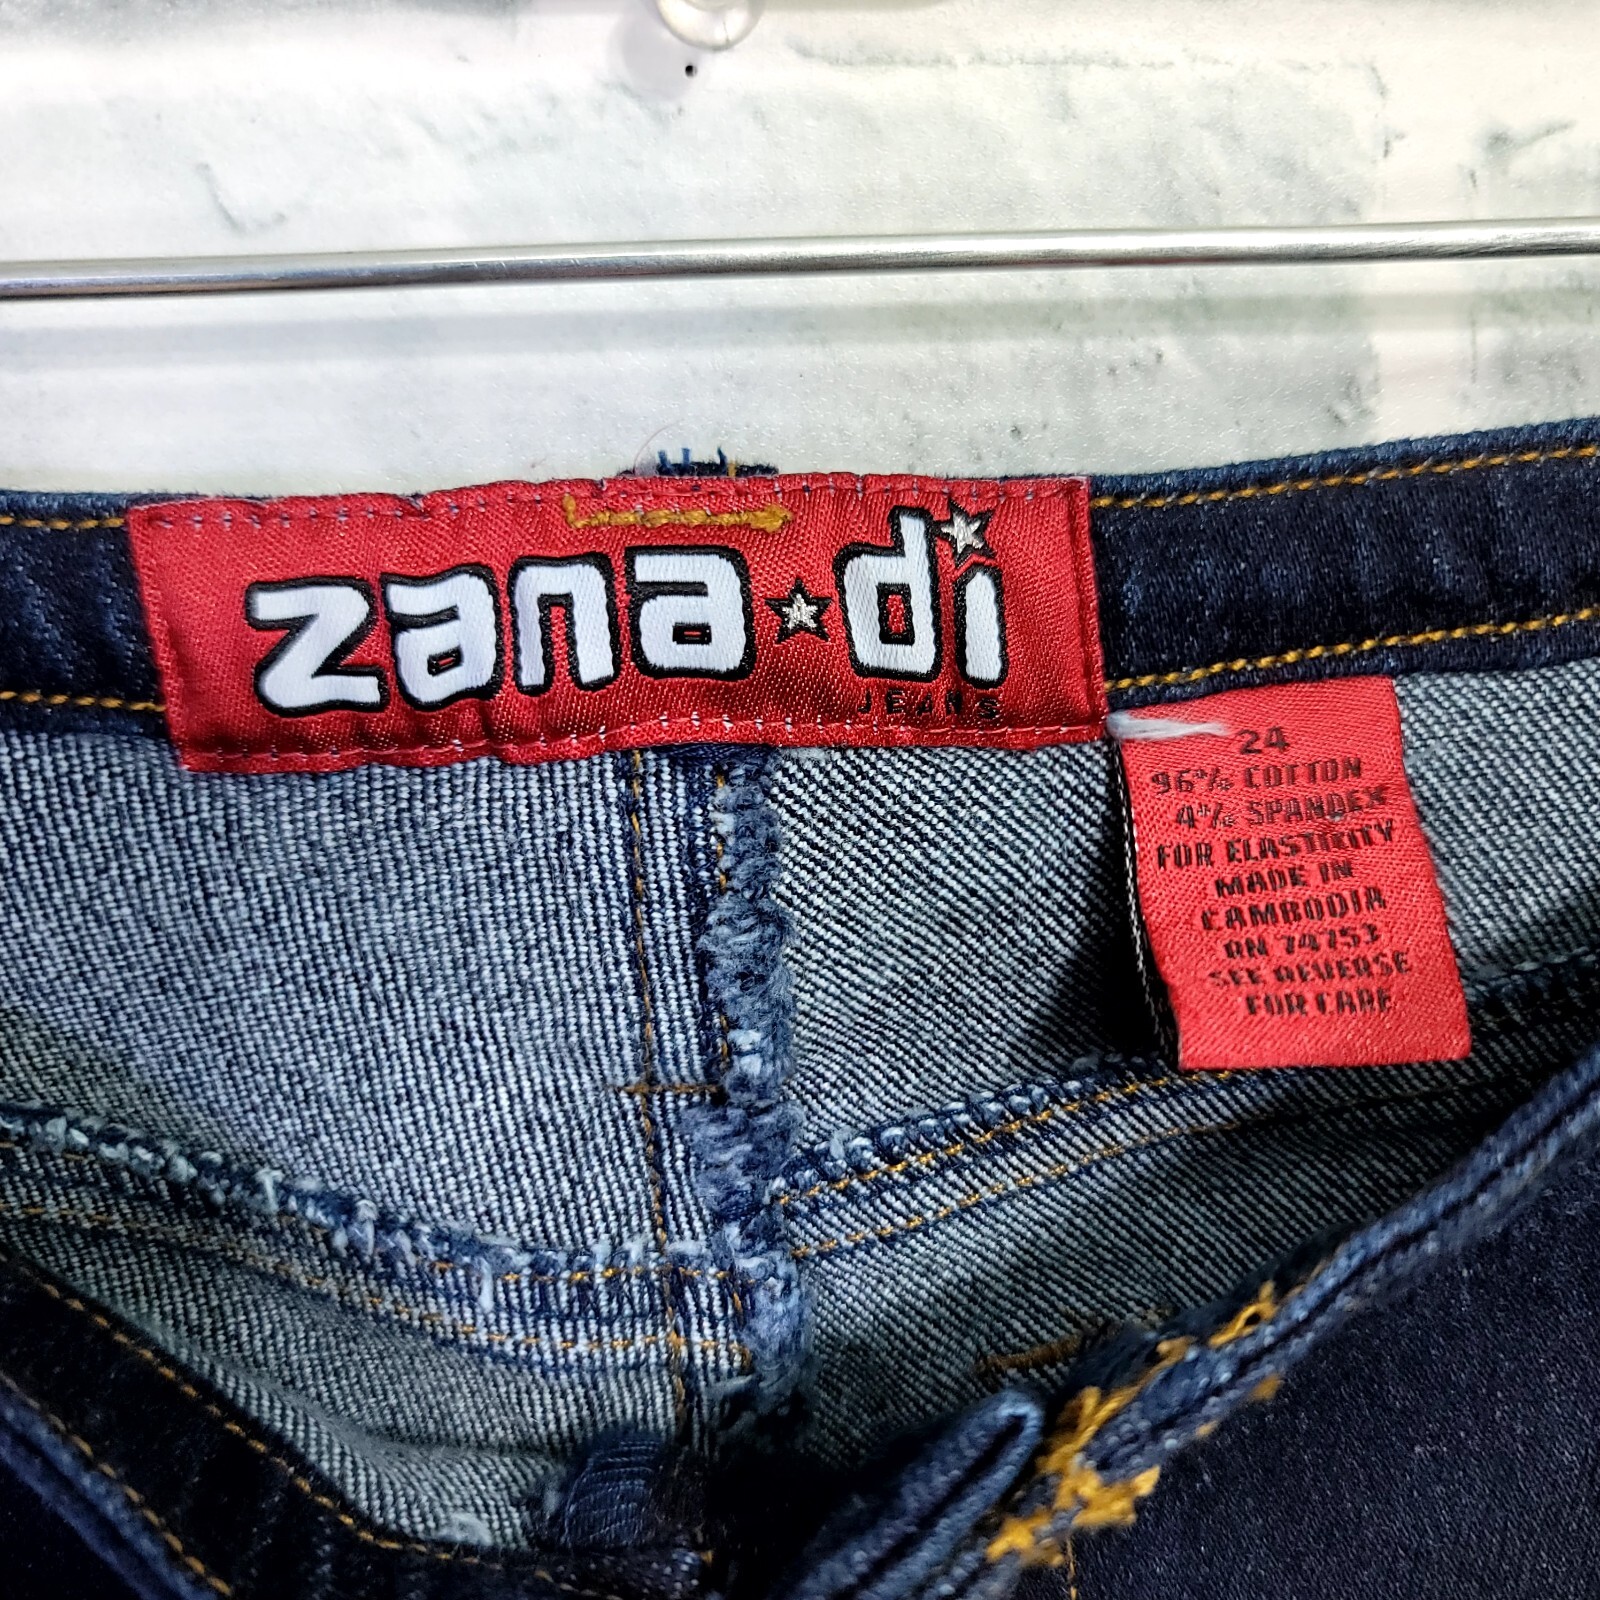 zana di
JEANS
24
96% COTTON
4% SPANDEX
FOR ELASTICITY
MADE IN
CAMBODIA
RN 74753
SEE REVERSE
FOR CARE